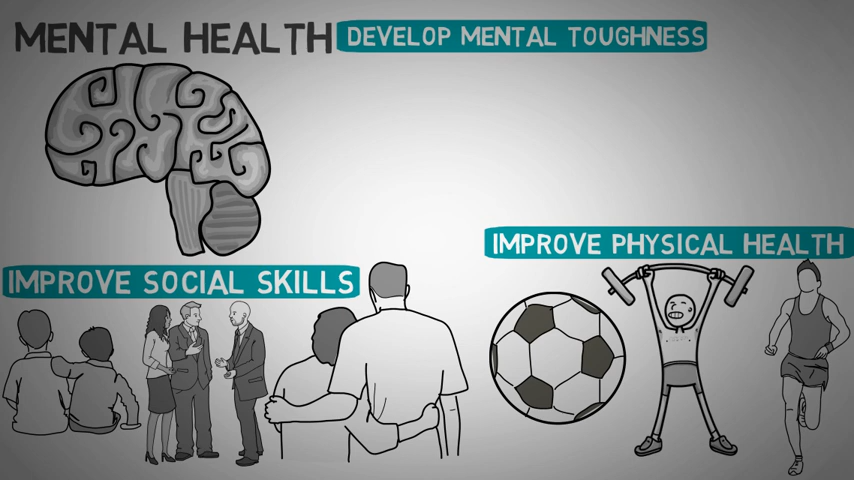 MENTAL HEALTH
DEVELOP MENTAL TOUGHNESS
IMPROVE PHYSICAL HEALTH
IMPROVE SOCIAL SKILLS